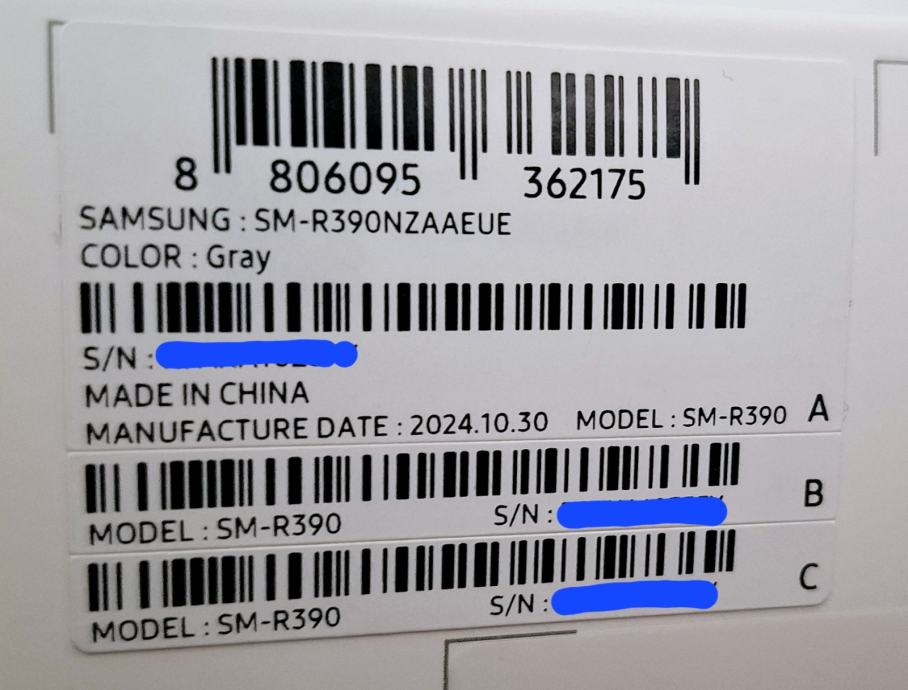 8 806095 362175
SAMSUNG : SM-R390NZAAEUE
COLOR : Gray
S/N :
MADE IN CHINA
MANUFACTURE DATE : 2024.10.30 MODEL : SM-R390 A
MODEL : SM-R390 S/N : B
MODEL : SM-R390 S/N : C